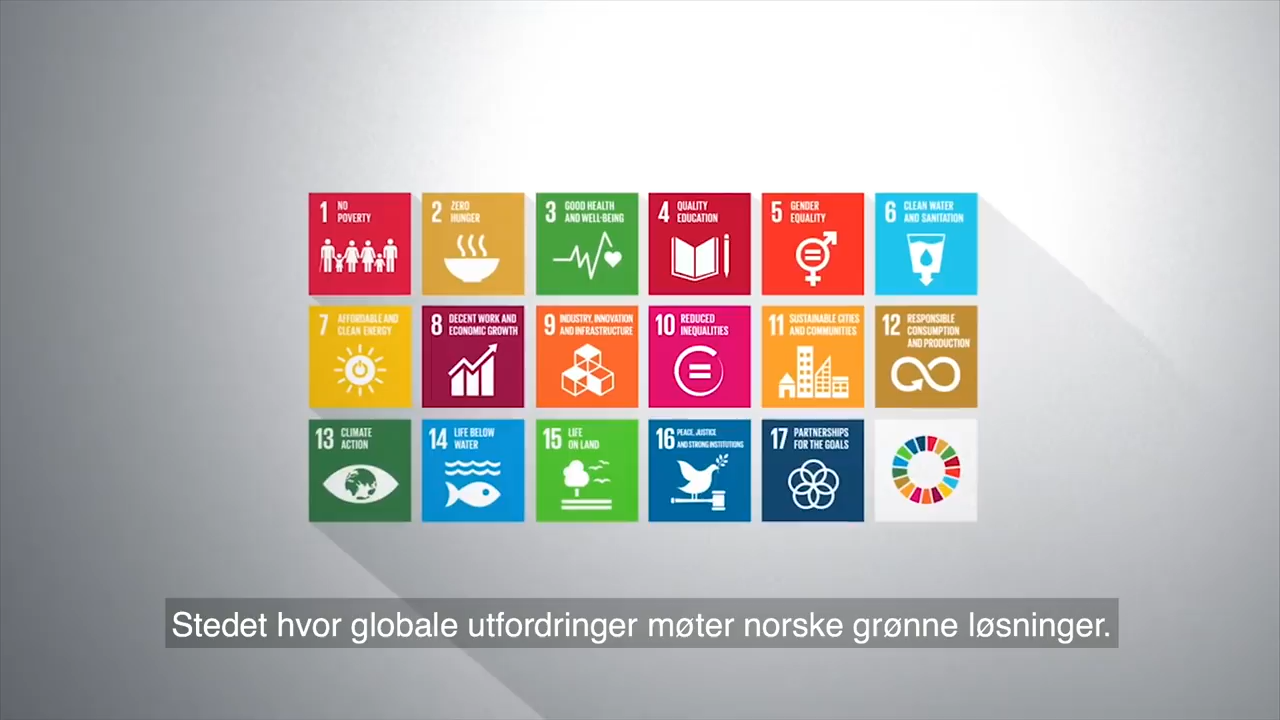 1 NO
POVERTY
2 ZERO
HUNGER
3 GOOD HEALTH
AND WELL-BEING
4 QUALITY
EDUCATION
5 GENDER
EQUALITY
6 CLEAN WATER
AND SANITATION
7 AFFORDABLE AND
CLEAN ENERGY
8 DECENT WORK AND
ECONOMIC GROWTH
9 INDUSTRY, INNOVATION
AND INFRASTRUCTURE
10 REDUCED
INEQUALITIES
11 SUSTAINABLE CITIES
AND COMMUNITIES
12 RESPONSIBLE
CONSUMPTION
AND PRODUCTION
13 CLIMATE
ACTION
14 LIFE BELOW
WATER
15 LIFE
ON LAND
16 PEACE, JUSTICE
AND STRONG INSTITUTIONS
17 PARTNERSHIPS
FOR THE GOALS
Stedet hvor globale utfordringer møter norske grønne løsninger.